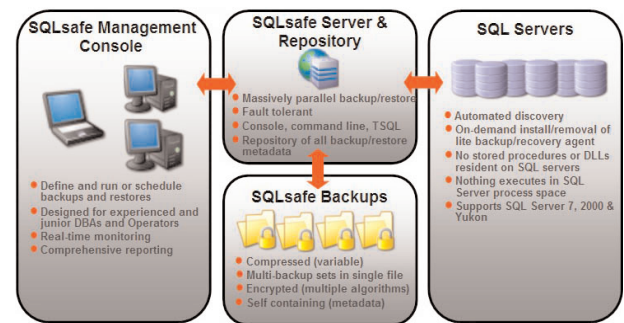 SQLsafe Management
Console
Define and run or schedule
backups and restores
Designed for experienced and
junior DBAs and Operators
Real-time monitoring
Comprehensive reporting
SQLsafe Server &
Repository
Massively parallel backup/restore
Fault tolerant
Console, command line, TSQL
Repository of all backup/restore
metadata
SQLsafe Backups
Compressed (variable)
Multi-backup sets in single file
Encrypted (multiple algorithms)
Self containing (metadata)
SQL Servers
Automated discovery
On-demand install/removal of
lite backup/recovery agent
No stored procedures or DLLs
resident on SQL servers
Nothing executes in SQL
Server process space
Supports SQL Server 7, 2000 &
Yukon